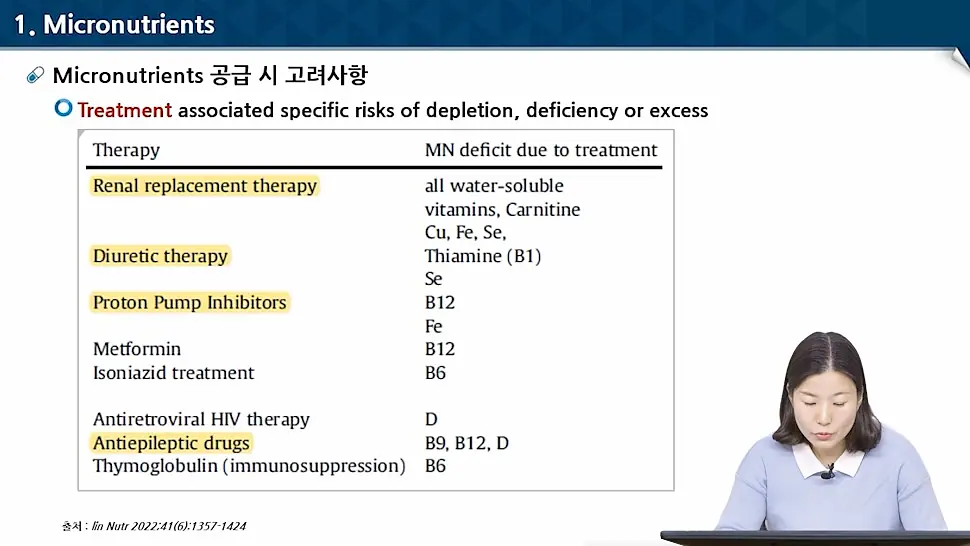 1. Micronutrients
Micronutrients 공급 시 고려사항
Treatment associated specific risks of depletion, deficiency or excess
Therapy MN deficit due to treatment
Renal replacement therapy all water-soluble
vitamins, Carnitine
Cu, Fe, Se,
Diuretic therapy Thiamine (B1)
Se
Proton Pump Inhibitors B12
Fe
Metformin B12
Isoniazid treatment B6
Antiretroviral HIV therapy D
Antiepileptic drugs B9, B12, D
Thymoglobulin (immunosuppression) B6
출처 : lin Nutr 2022;41(6):1357-1424